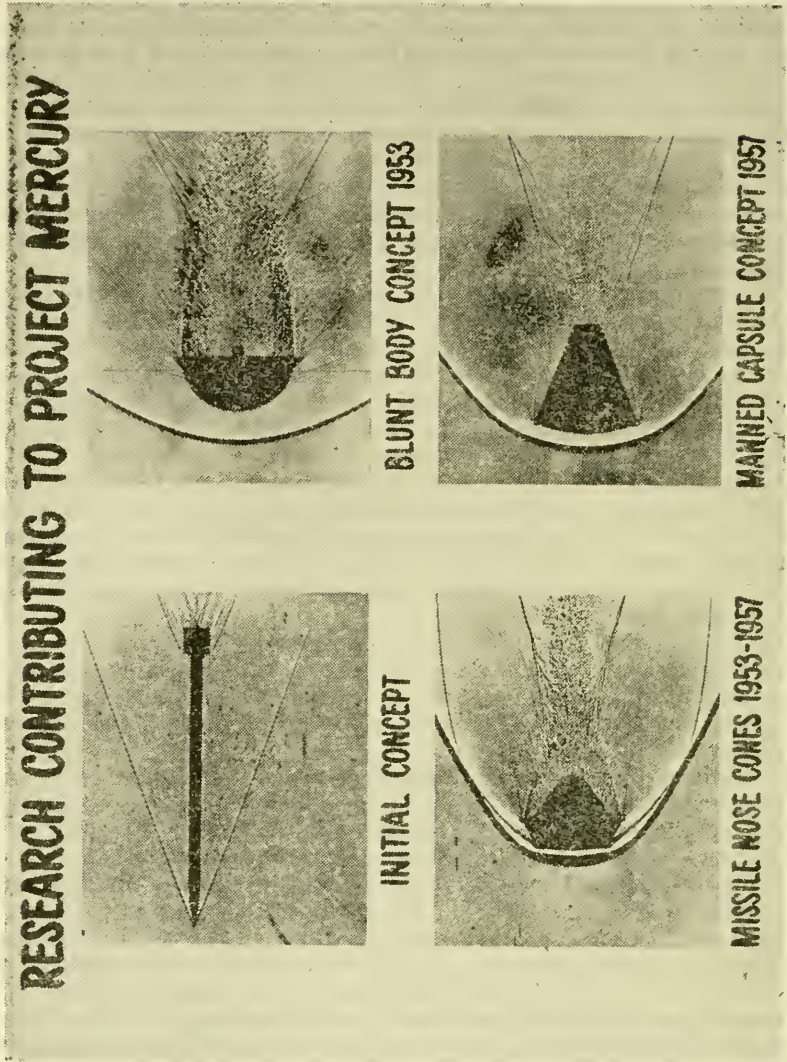 RESEARCH CONTRIBUTING TO PROJECT MERCURY
INITIAL CONCEPT
BLUNT BODY CONCEPT 1953
MISSILE NOSE CONES 1953-1957
MANNED CAPSULE CONCEPT 1957